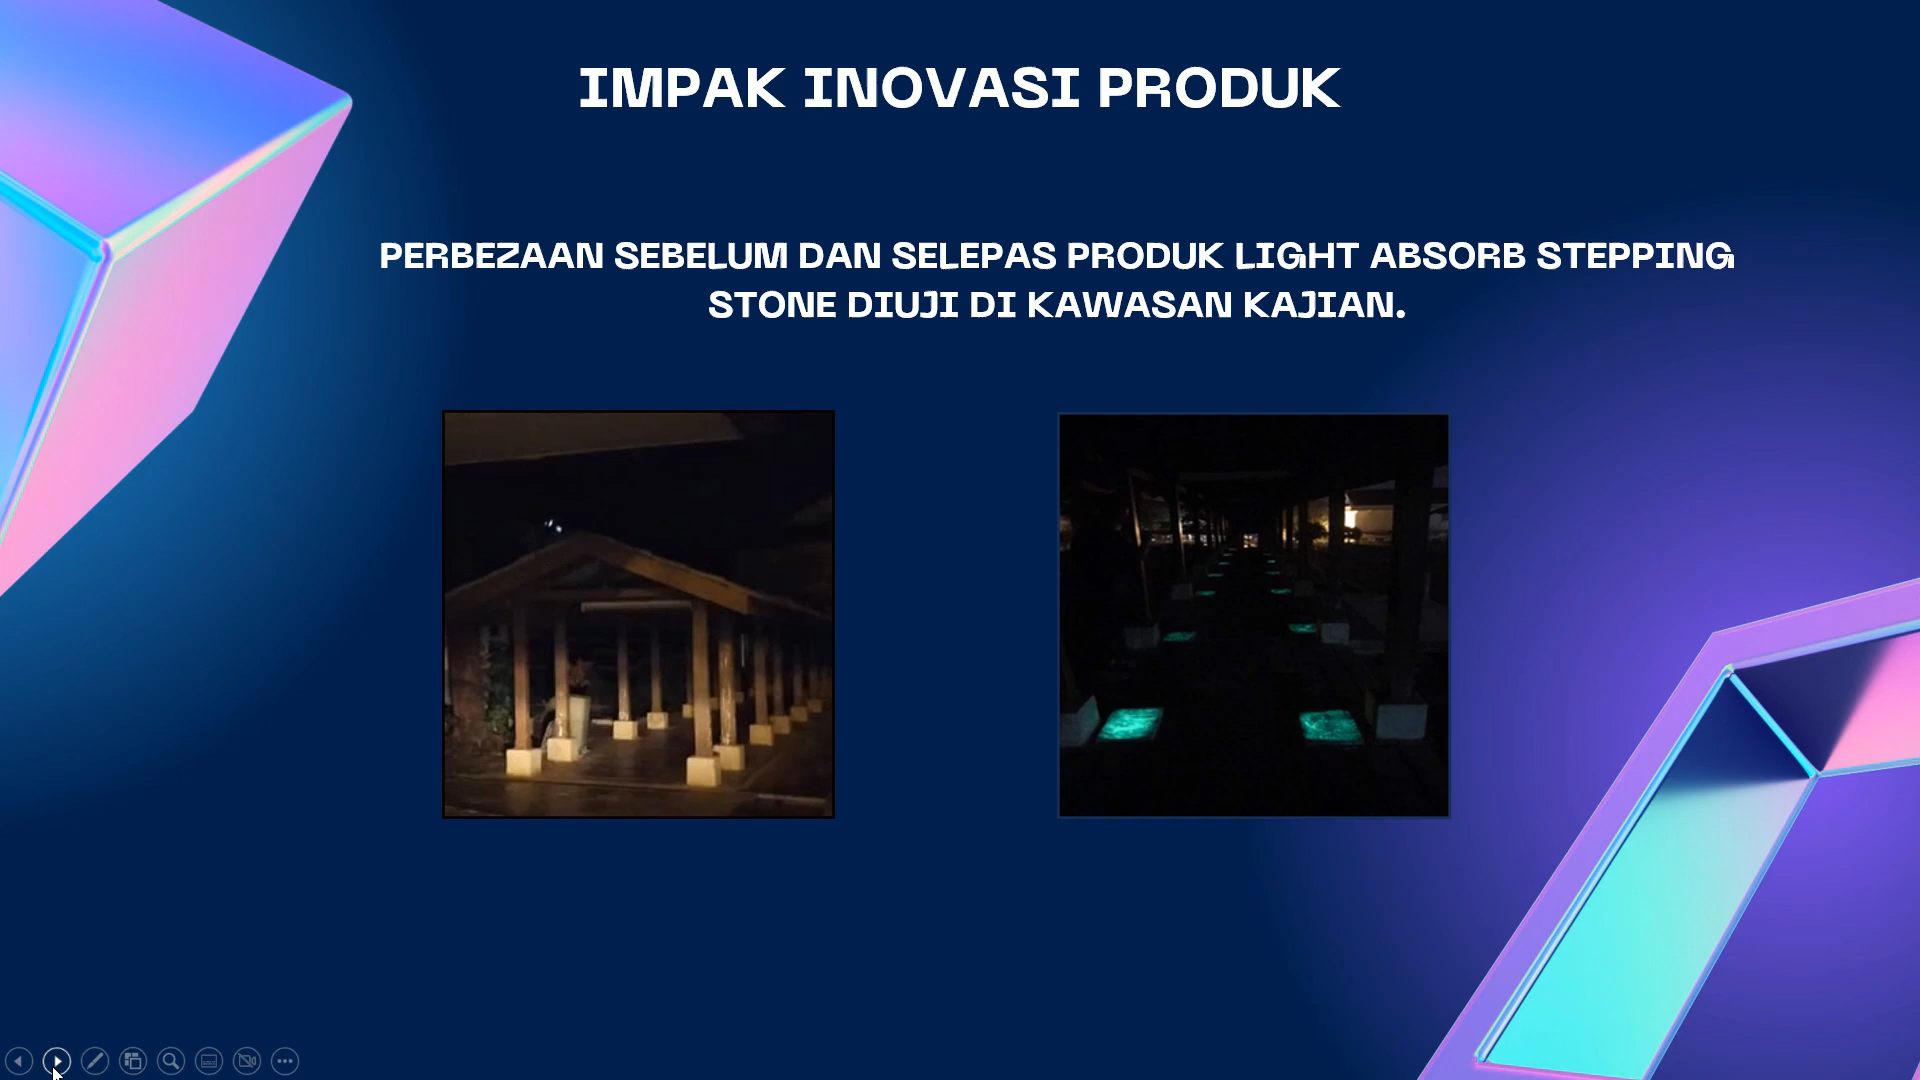 IMPAK INOVASI PRODUK
PERBEZAAN SEBELUM DAN SELEPAS PRODUK LIGHT ABSORB STEPPING
STONE DIUJI DI KAWASAN KAJIAN.